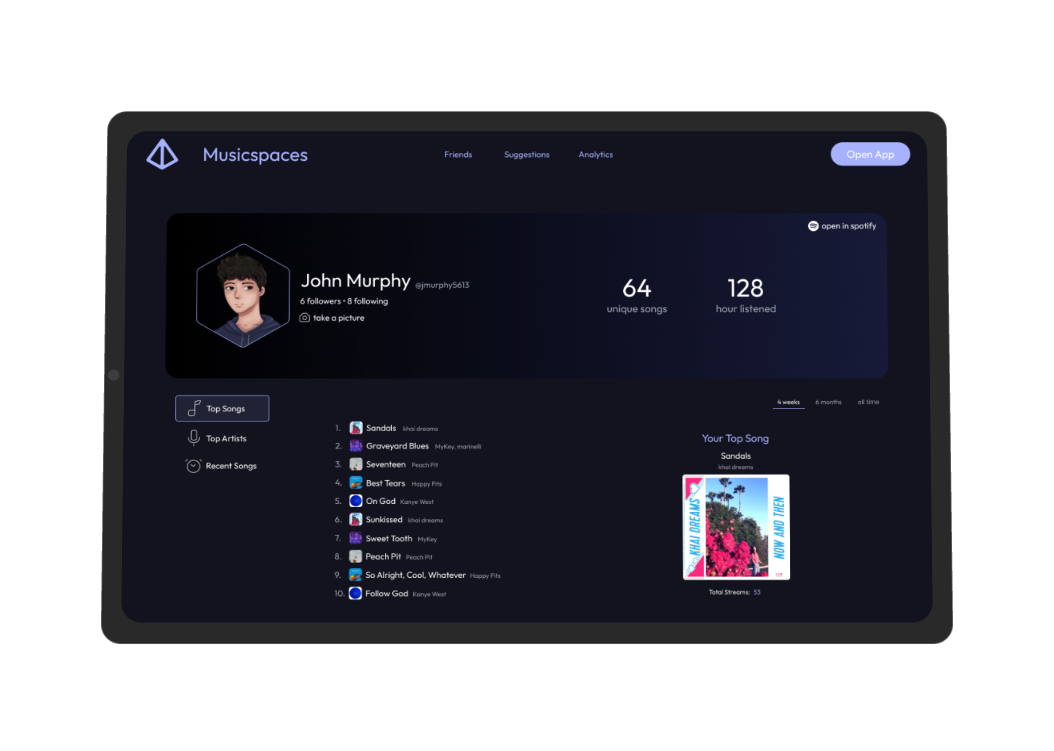 Musicspaces
Friends Suggestions Analytics
Open App
open in spotify
John Murphy @jmurphy5613
6 followers • 8 following
take a picture
64
unique songs
128
hour listened
Top Songs
Top Artists
Recent Songs
4 weeks 6 months all time
1. Sandals khai dreams
2. Graveyard Blues MyKey, marinelli
3. Seventeen Peach Pit
4. Best Tears Happy Fits
5. On God Kanye West
6. Sunkissed khai dreams
7. Sweet Tooth MyKey
8. Peach Pit Peach Pit
9. So Alright, Cool, Whatever Happy Fits
10. Follow God Kanye West
Your Top Song
Sandals
khai dreams
KHAI DREAMS
NOW AND THEN
Total Streams: 53